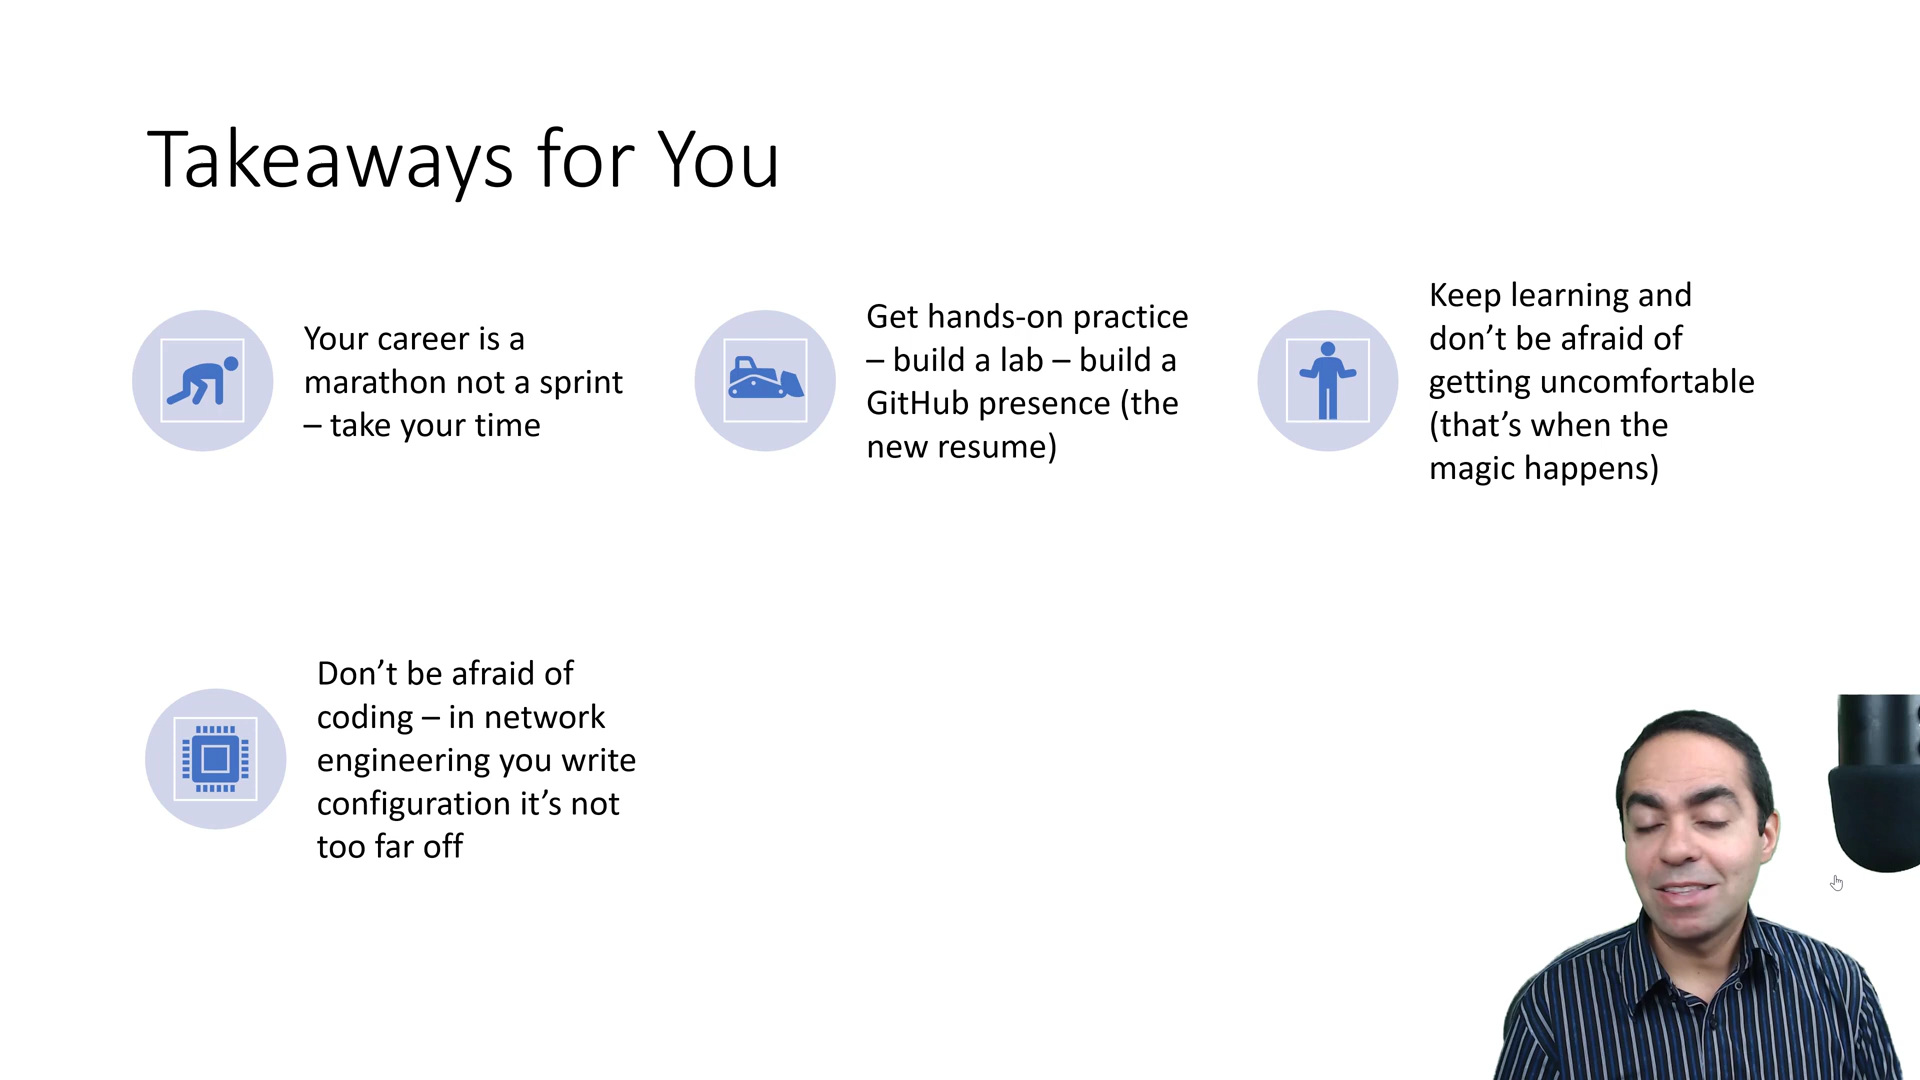 Takeaways for You
Your career is a
marathon not a sprint
– take your time
Get hands-on practice
– build a lab – build a
GitHub presence (the
new resume)
Keep learning and
don’t be afraid of
getting uncomfortable
(that’s when the
magic happens)
Don’t be afraid of
coding – in network
engineering you write
configuration it’s not
too far off